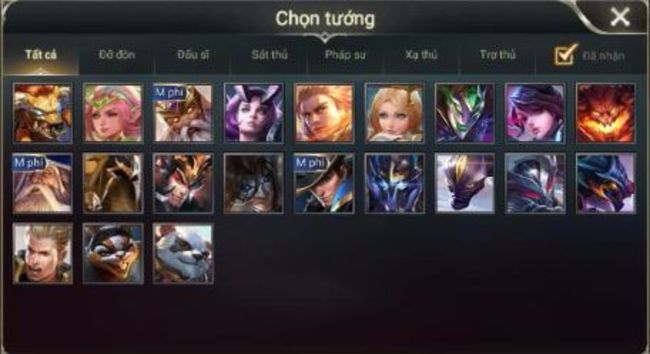 Chọn tướng
Tất cả Đỡ đòn Đấu sĩ Sát thủ Pháp sư Xạ thủ Trợ thủ Đã nhận
M phí
M phí M phí